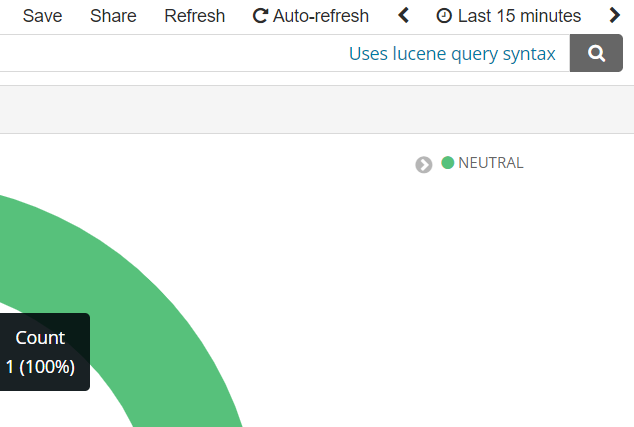 Save Share Refresh Auto-refresh Last 15 minutes
Uses lucene query syntax
NEUTRAL
Count
1 (100%)